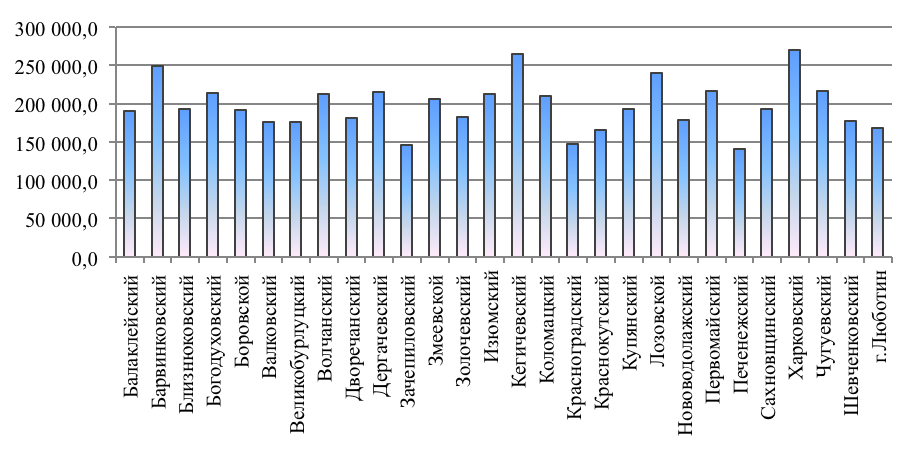 300 000,0
250 000,0
200 000,0
150 000,0
100 000,0
50 000,0
0,0
Балаклейский
Барвинковский
Близнюковский
Богодуховский
Боровской
Валковский
Великобурлуцкий
Волчанский
Дворечанский
Дергачевский
Зачепиловский
Змеевской
Золочевский
Изюмский
Кегичевский
Коломацкий
Красноградский
Краснокутский
Купянский
Лозовской
Нововодолажский
Первомайский
Печенежский
Сахновщинский
Харковский
Чугуевский
Шевченковский
г.Люботин